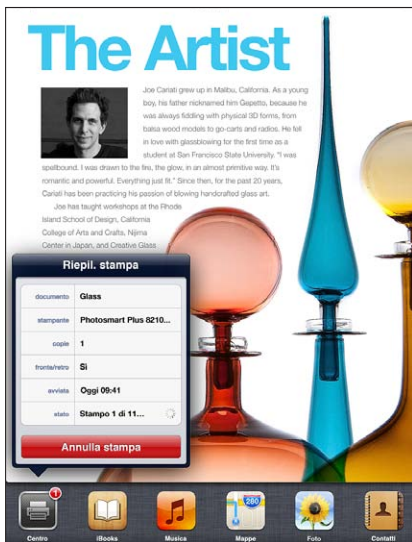 The Artist
Joe Cariati grew up in Malibu, California. As a young
boy, his father nicknamed him Gepetto, because he
was always fiddling with physical 3D forms, from
balsa wood models to go-carts and radios. He fell
in love with glassblowing for the first time as a
student at San Francisco State University. "I was
spellbound. I was drawn to the fire, the glow, in an almost primitive way. It's
romantic and powerful. Everything just fit." Since then, for the past 20 years,
Cariati has been practicing his passion of blowing handcrafted glass art.
Joe has taught workshops at the Rhode
Island School of Design, California
College of Arts and Crafts, Nijima
Center in Japan, and Creative Glass
Riepil. stampa
documento Glass
stampante Photosmart Plus 8210...
copie 1
fronte/retro Sì
avviata Oggi 09:41
stato Stampo 1 di 11...
Annulla stampa
1
280
Centro iBooks Musica Mappe Foto Contatti